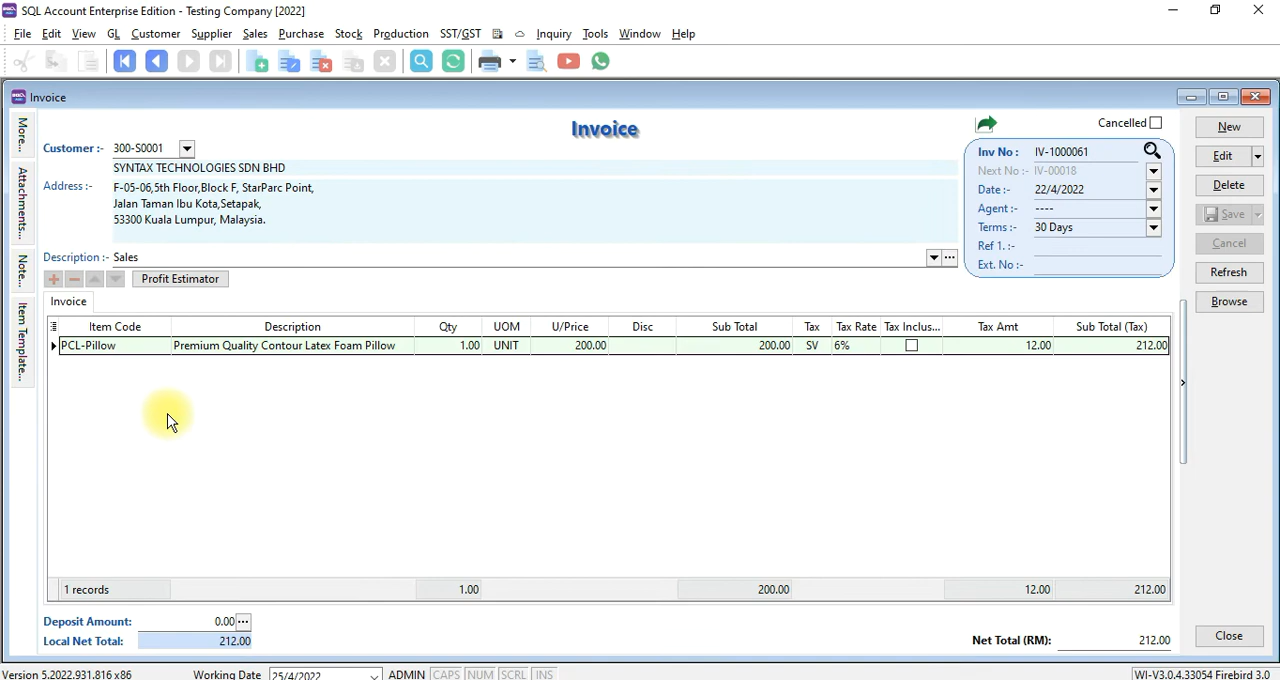 SQL Account Enterprise Edition - Testing Company [2022]
File Edit View GL Customer Supplier Sales Purchase Stock Production SST/GST Inquiry Tools Window Help
Invoice
More...
Attachments...
Note...
Item Template...
Invoice
Cancelled
Customer :- 300-S0001
SYNTAX TECHNOLOGIES SDN BHD
Address :- F-05-06,5th Floor,Block F, StarParc Point,
Jalan Taman Ibu Kota,Setapak,
53300 Kuala Lumpur, Malaysia.
Description :- Sales
Inv No : IV-1000061
Next No :- IV-00018
Date :- 22/4/2022
Agent :- ----
Terms :- 30 Days
Ref 1. :-
Ext. No :-
New
Edit
Delete
Save
Cancel
Refresh
Browse
Profit Estimator
Invoice
Item Code Description Qty UOM U/Price Disc Sub Total Tax Tax Rate Tax Inclus... Tax Amt Sub Total (Tax)
PCL-Pillow Premium Quality Contour Latex Foam Pillow 1.00 UNIT 200.00 200.00 SV 6% 12.00 212.00
1 records 1.00 200.00 12.00 212.00
Deposit Amount: 0.00
Local Net Total: 212.00
Net Total (RM): 212.00
Close
Version 5.2022.931.816 x86 Working Date 25/4/2022 ADMIN CAPS NUM SCRL INS WI-V3.0.4.33054 Firebird 3.0